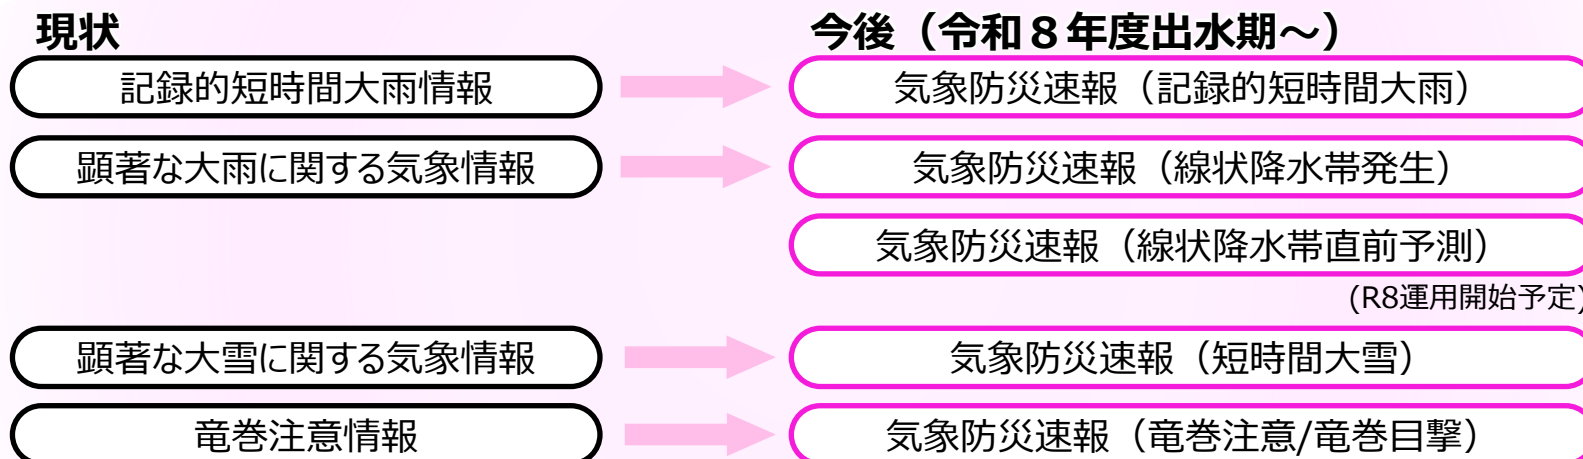 現状
今後（令和８年度出水期～）
記録的短時間大雨情報
気象防災速報（記録的短時間大雨）
顕著な大雨に関する気象情報
気象防災速報（線状降水帯発生）
気象防災速報（線状降水帯直前予測）
(R8運用開始予定)
顕著な大雪に関する気象情報
気象防災速報（短時間大雪）
竜巻注意情報
気象防災速報（竜巻注意/竜巻目撃）